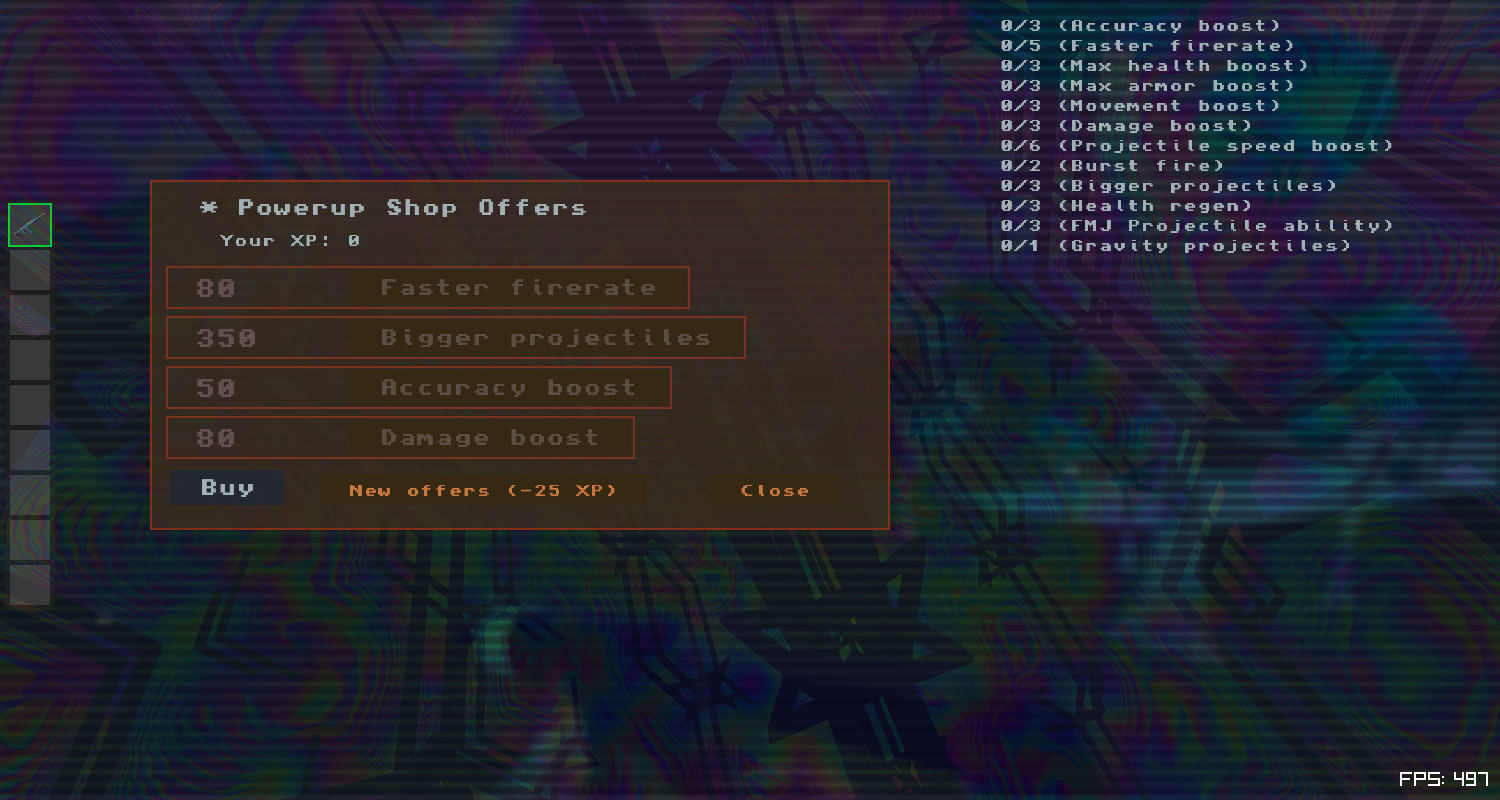 0/3 (Accuracy boost)
0/5 (Faster firerate)
0/3 (Max health boost)
0/3 (Max armor boost)
0/3 (Movement boost)
0/3 (Damage boost)
0/6 (Projectile speed boost)
0/2 (Burst fire)
0/3 (Bigger projectiles)
0/3 (Health regen)
0/3 (FMJ Projectile ability)
0/1 (Gravity projectiles)
* Powerup Shop Offers
Your XP: 0
80 Faster firerate
350 Bigger projectiles
50 Accuracy boost
80 Damage boost
Buy New offers (-25 XP) Close
FPS: 497